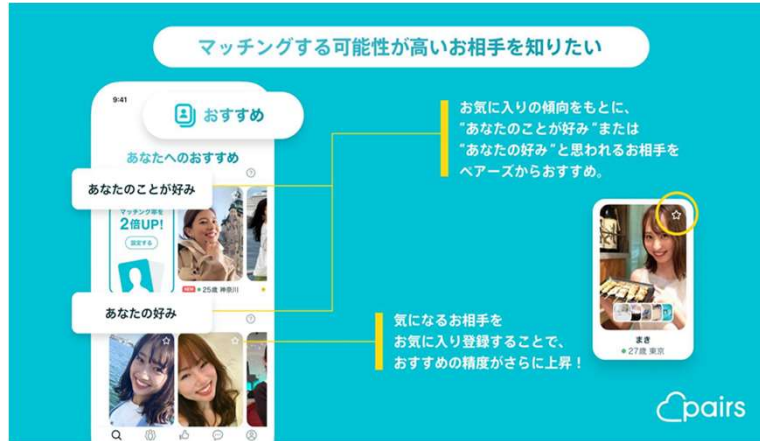 マッチングする可能性が高いお相手を知りたい
9:41
おすすめ
あなたへのおすすめ
あなたのことが好み
マッチング率を
2倍UP!
設定する
NEW 25歳 神奈川
あなたの好み
お気に入りの傾向をもとに、
“あなたのことが好み”または
“あなたの好み”と思われるお相手を
ペアーズからおすすめ。
気になるお相手を
お気に入り登録することで、
おすすめの精度がさらに上昇！
まき
27歳 東京
pairs